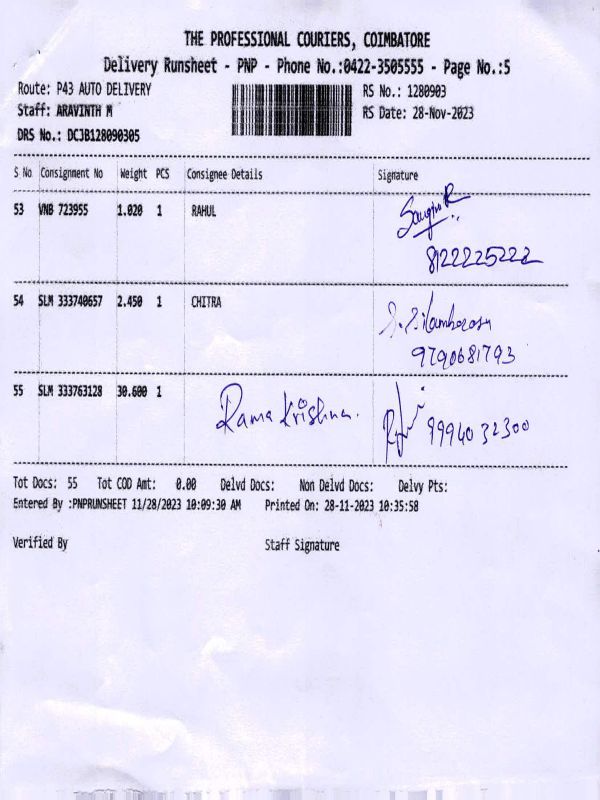 THE PROFESSIONAL COURIERS, COIMBATORE
Delivery Runsheet - PNP - Phone No.:0422-3505555 - Page No.:5
Route: P43 AUTO DELIVERY RS No.: 1280903
Staff: ARAVINTH M RS Date: 28-Nov-2023
DRS No.: DCJB128090305
S No Consignment No Weight PCS Consignee Details Signature
53 VNB 723955 1.020 1 RAHUL
8122225222
54 SLM 333740657 2.450 1 CHITRA
9790681793
55 SLM 333763128 30.600 1 Rama Krishna. 9994032300
Tot Docs: 55 Tot COD Amt: 0.00 Delvd Docs: Non Delvd Docs: Delvy Pts:
Entered By :PNPRUNSHEET 11/28/2023 10:09:30 AM Printed On: 28-11-2023 10:35:58
Verified By Staff Signature